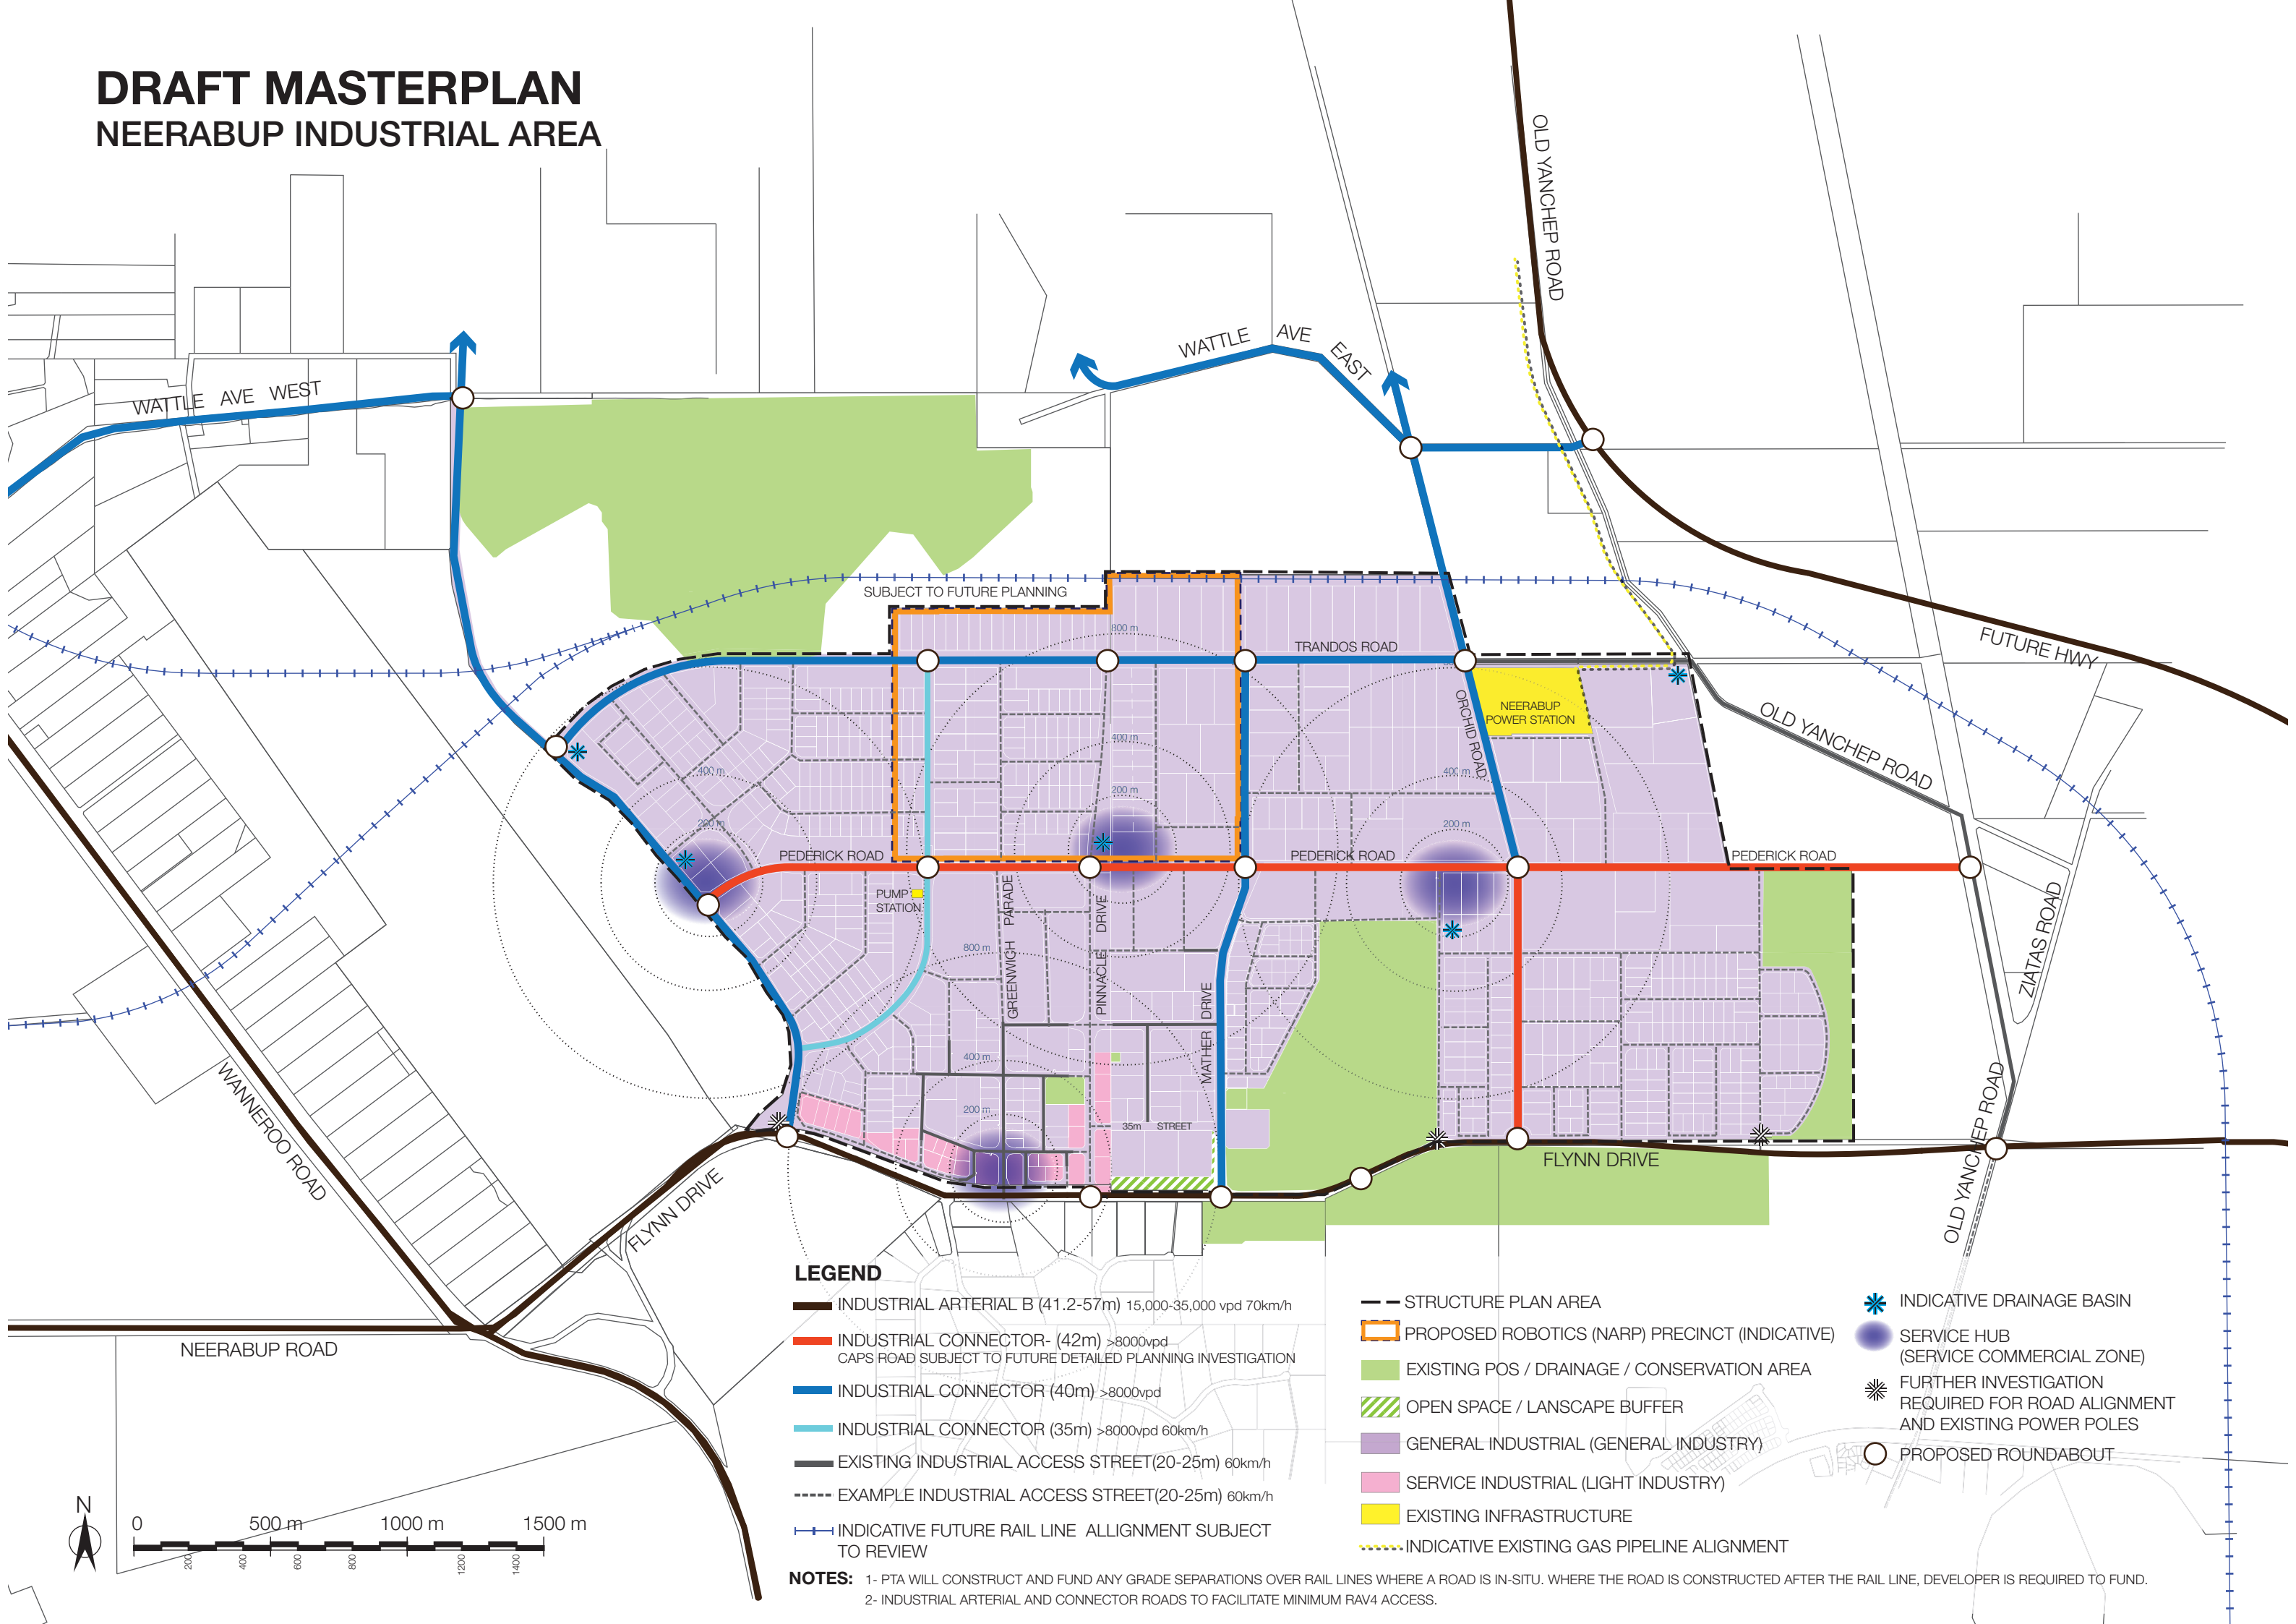 DRAFT MASTERPLAN
NEERABUP INDUSTRIAL AREA
OLD YANCHEP ROAD
WATTLE AVE EAST
WATTLE AVE WEST
SUBJECT TO FUTURE PLANNING
800 m
TRANDOS ROAD
FUTURE HWY
ORCHID ROAD
NEERABUP
POWER STATION
OLD YANCHEP ROAD
400 m
400 m
400 m
200 m
200 m
200 m
PEDERICK ROAD
PEDERICK ROAD
PEDERICK ROAD
PUMP
STATION
GREENWICH PARADE
PINNACLE DRIVE
MATHER DRIVE
ZIATAS ROAD
800 m
400 m
200 m
35m STREET
WANNEROO ROAD
FLYNN DRIVE
FLYNN DRIVE
OLD YANCHEP ROAD
NEERABUP ROAD
LEGEND
INDUSTRIAL ARTERIAL B (41.2-57m) 15,000-35,000 vpd 70km/h
INDUSTRIAL CONNECTOR- (42m) >8000vpd
CAPS ROAD SUBJECT TO FUTURE DETAILED PLANNING INVESTIGATION
INDUSTRIAL CONNECTOR (40m) >8000vpd
INDUSTRIAL CONNECTOR (35m) >8000vpd 60km/h
EXISTING INDUSTRIAL ACCESS STREET(20-25m) 60km/h
EXAMPLE INDUSTRIAL ACCESS STREET(20-25m) 60km/h
INDICATIVE FUTURE RAIL LINE ALLIGNMENT SUBJECT
TO REVIEW
STRUCTURE PLAN AREA
PROPOSED ROBOTICS (NARP) PRECINCT (INDICATIVE)
EXISTING POS / DRAINAGE / CONSERVATION AREA
OPEN SPACE / LANSCAPE BUFFER
GENERAL INDUSTRIAL (GENERAL INDUSTRY)
SERVICE INDUSTRIAL (LIGHT INDUSTRY)
EXISTING INFRASTRUCTURE
INDICATIVE EXISTING GAS PIPELINE ALIGNMENT
INDICATIVE DRAINAGE BASIN
SERVICE HUB
(SERVICE COMMERCIAL ZONE)
FURTHER INVESTIGATION
REQUIRED FOR ROAD ALIGNMENT
AND EXISTING POWER POLES
PROPOSED ROUNDABOUT
N
0 500 m 1000 m 1500 m
200 400 600 800 1200 1400
NOTES: 1- PTA WILL CONSTRUCT AND FUND ANY GRADE SEPARATIONS OVER RAIL LINES WHERE A ROAD IS IN-SITU. WHERE THE ROAD IS CONSTRUCTED AFTER THE RAIL LINE, DEVELOPER IS REQUIRED TO FUND.
2- INDUSTRIAL ARTERIAL AND CONNECTOR ROADS TO FACILITATE MINIMUM RAV4 ACCESS.